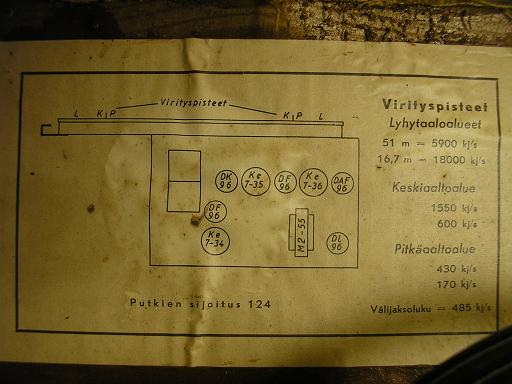 Virityspisteet
L K I P
K I P L
DK 96
Ke 7-35
DF 96
Ke 7-36
DAF 96
DF 96
Ke 7-34
M2-55
DL 96
Putkien sijoitus 124
Virityspisteet
Lyhytaaloalueet
51 m = 5900 kj/s
16,7 m = 18000 kj/s
Keskiaaltoalue
1550 kj/s
600 kj/s
Pitkäaaltoalue
430 kj/s
170 kj/s
Välijaksoluku = 485 kj/s